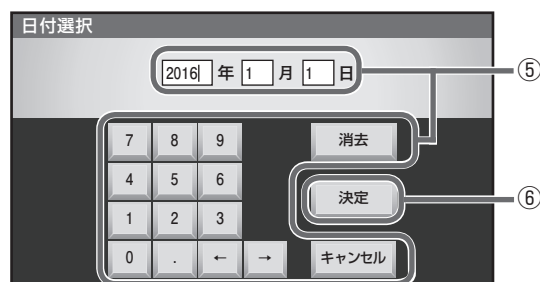 日付選択
2016 年 1 月 1 日
⑤
7 8 9 消去
4 5 6
決定
⑥
1 2 3
0 . ← → キャンセル